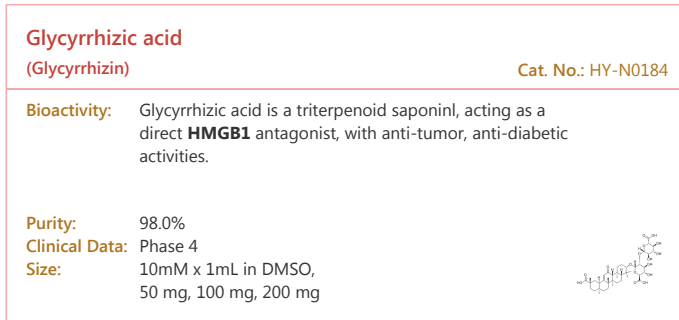 Glycyrrhizic acid
(Glycyrrhizin)
Cat. No.: HY-N0184
Bioactivity: Glycyrrhizic acid is a triterpenoid saponinl, acting as a
direct HMGB1 antagonist, with anti-tumor, anti-diabetic
activities.
Purity: 98.0%
Clinical Data: Phase 4
Size: 10mM x 1mL in DMSO,
50 mg, 100 mg, 200 mg